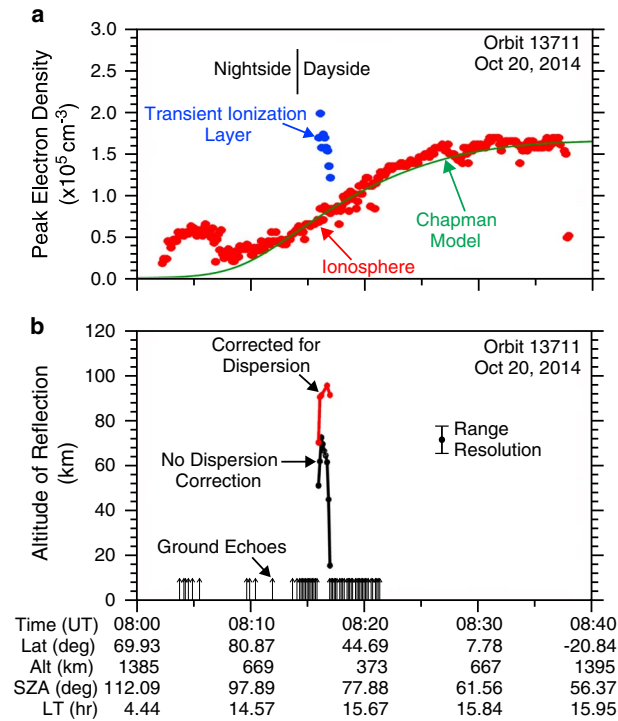 a
Orbit 13711
Oct 20, 2014
Nightside Dayside
Transient Ionization
Layer
Chapman
Model
Ionosphere
Peak Electron Density
(x10⁵ cm⁻³)
3.0
2.5
2.0
1.5
1.0
0.5
0.0
b
Orbit 13711
Oct 20, 2014
Corrected for
Dispersion
Range
Resolution
No Dispersion
Correction
Ground Echoes
Altitude of Reflection
(km)
120
100
80
60
40
20
0
Time (UT) 08:00 08:10 08:20 08:30 08:40
Lat (deg) 69.93 80.87 44.69 7.78 -20.84
Alt (km) 1385 669 373 667 1395
SZA (deg) 112.09 97.89 77.88 61.56 56.37
LT (hr) 4.44 14.57 15.67 15.84 15.95